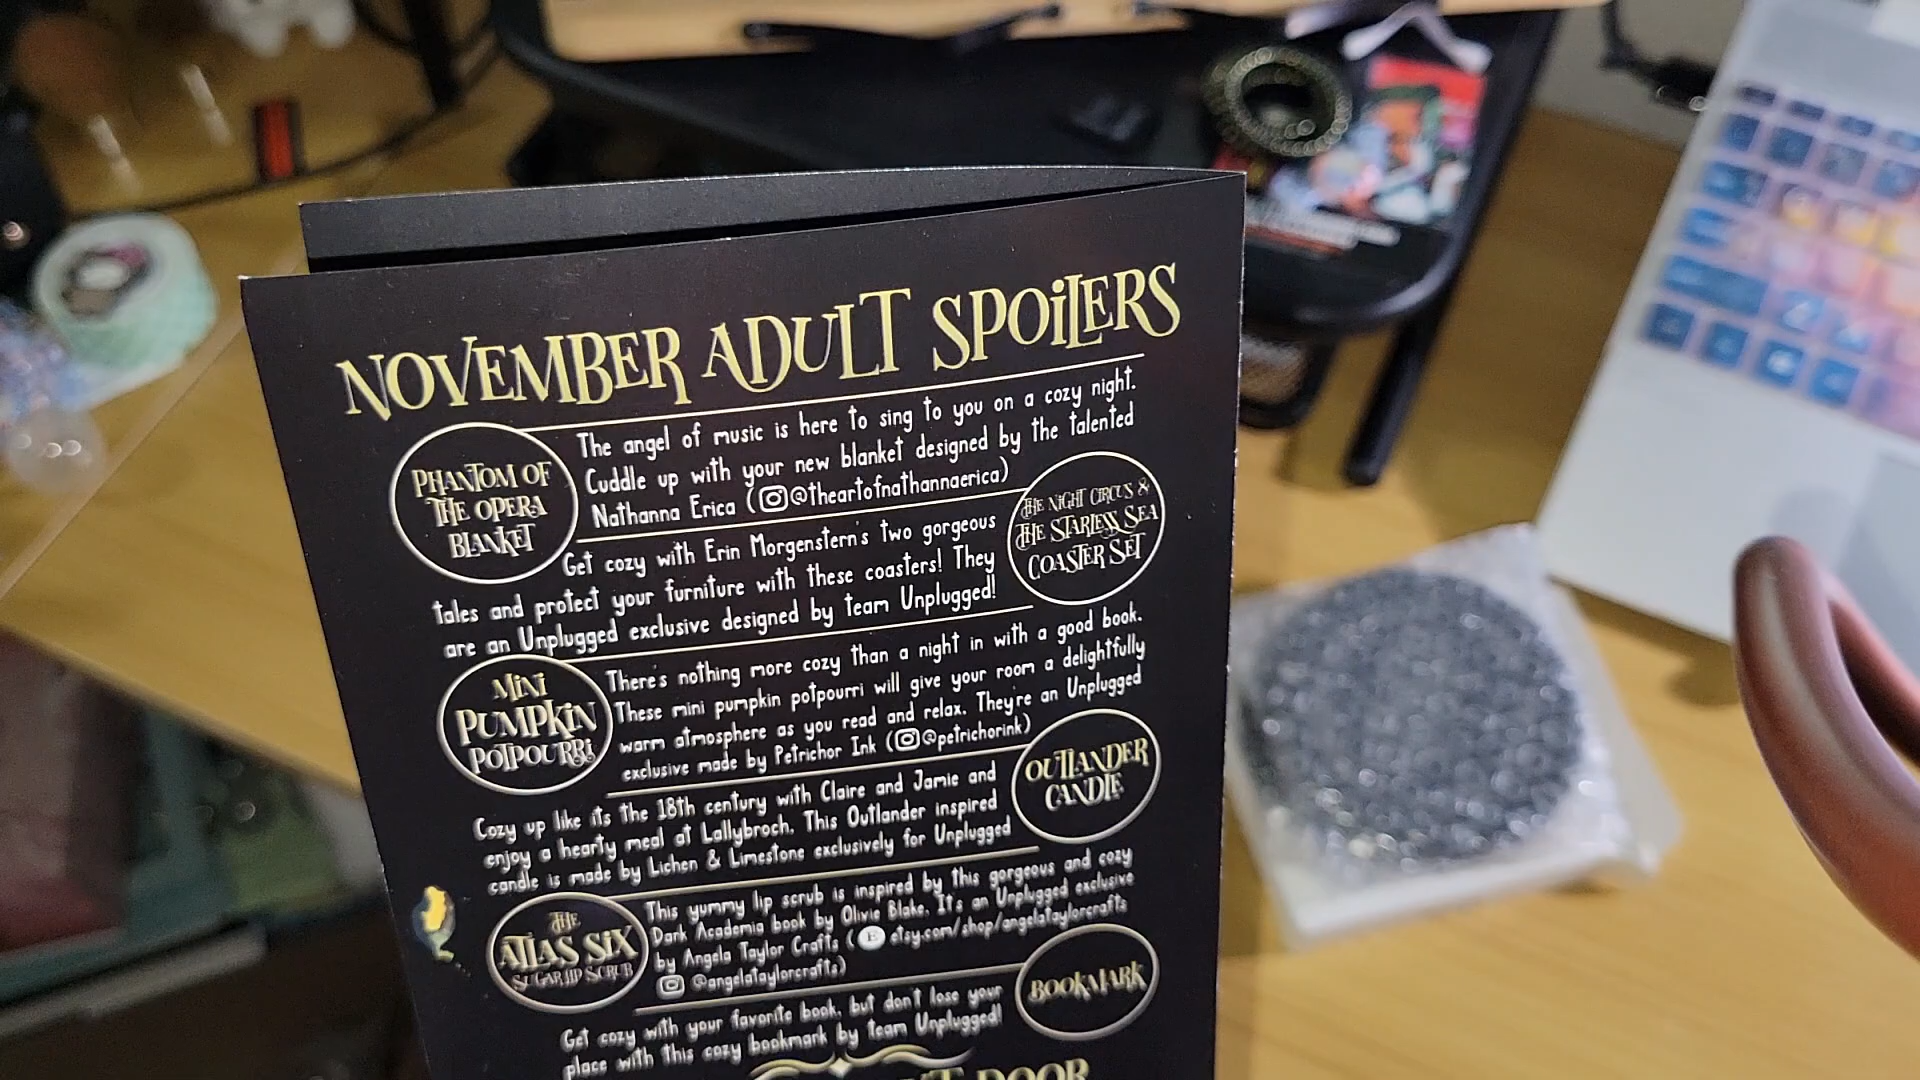 NOVEMBER ADULT SPOILERS
PHANTOM OF
THE OPERA
BLANKET
The angel of music is here to sing to you on a cozy night.
Cuddle up with your new blanket designed by the talented
Nathanna Erica (@theartofnathannaerica)
THE NIGHT CIRCUS &
THE STARLESS SEA
COASTER SET
Get cozy with Erin Morgenstern's two gorgeous
tales and protect your furniture with these coasters! They
are an Unplugged exclusive designed by team Unplugged!
MINI
PUMPKIN
POTPOURRI
There's nothing more cozy than a night in with a good book.
These mini pumpkin potpourri will give your room a delightfully
warm atmosphere as you read and relax. They're an Unplugged
exclusive made by Petrichor Ink (@petrichorink)
OUTLANDER
CANDLE
Cozy up like its the 18th century with Claire and Jamie and
enjoy a hearty meal at Lallybroch. This Outlander inspired
candle is made by Lichen & Limestone exclusively for Unplugged
THE
ATLAS SIX
SUGAR LIP SCRUB
This yummy lip scrub is inspired by this gorgeous and cozy
Dark Academia book by Olivie Blake. It's an Unplugged exclusive
by Angela Taylor Crafts (E etsy.com/shop/angelataylorcrafts
@angelataylorcrafts)
BOOKMARK
Get cozy with your favorite book, but don't lose your
place with this cozy bookmark by team Unplugged!
DOOR